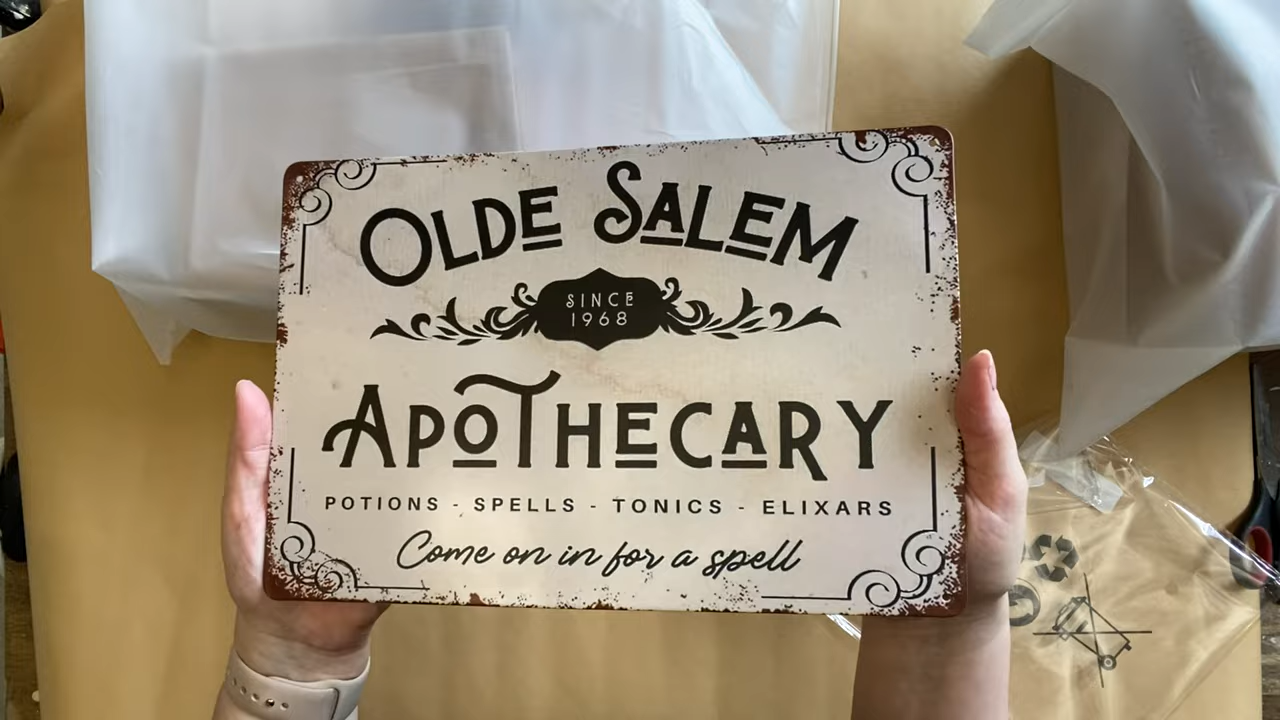 OLDE SALEM
SINCE
1968
APOTHECARY
POTIONS - SPELLS - TONICS - ELIXARS
Come on in for a spell